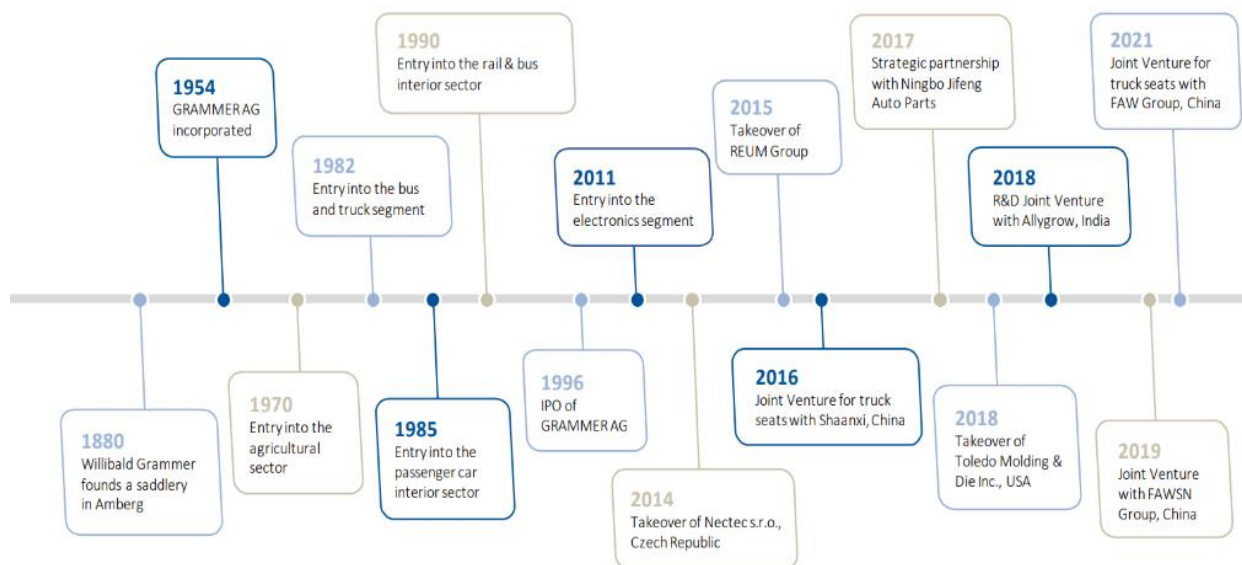 1880
Willibald Grammer
founds a saddlery
in Amberg
1954
GRAMMER AG
incorporated
1970
Entry into the
agricultural
sector
1982
Entry into the bus
and truck segment
1985
Entry into the
passenger car
interior sector
1990
Entry into the rail & bus
interior sector
1996
IPO of
GRAMMER AG
2011
Entry into the
electronics segment
2014
Takeover of Nectec s.r.o.,
Czech Republic
2015
Takeover of
REUM Group
2016
Joint Venture for truck
seats with Shaanxi, China
2017
Strategic partnership
with Ningbo Jifeng
Auto Parts
2018
Takeover of
Toledo Molding &
Die Inc., USA
2018
R&D Joint Venture
with Allygrow, India
2019
Joint Venture
with FAWSN
Group, China
2021
Joint Venture for
truck seats with
FAW Group, China